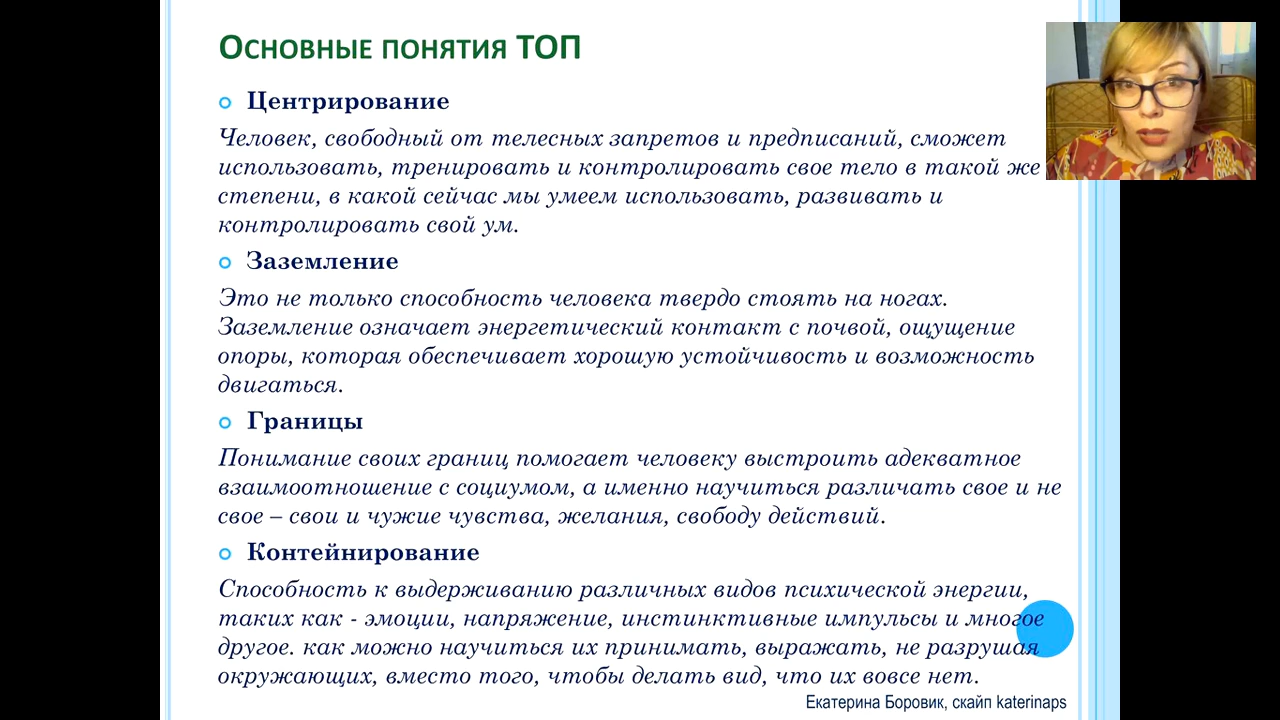 Основные понятия ТОП
Центрирование
Человек, свободный от телесных запретов и предписаний, сможет
использовать, тренировать и контролировать свое тело в такой же
степени, в какой сейчас мы умеем использовать, развивать и
контролировать свой ум.
Заземление
Это не только способность человека твердо стоять на ногах.
Заземление означает энергетический контакт с почвой, ощущение
опоры, которая обеспечивает хорошую устойчивость и возможность
двигаться.
Границы
Понимание своих границ помогает человеку выстроить адекватное
взаимоотношение с социумом, а именно научиться различать свое и не
свое – свои и чужие чувства, желания, свободу действий.
Контейнирование
Способность к выдерживанию различных видов психической энергии,
таких как - эмоции, напряжение, инстинктивные импульсы и многое
другое. как можно научиться их принимать, выражать, не разрушая
окружающих, вместо того, чтобы делать вид, что их вовсе нет.
Екатерина Боровик, скайп katerinaps